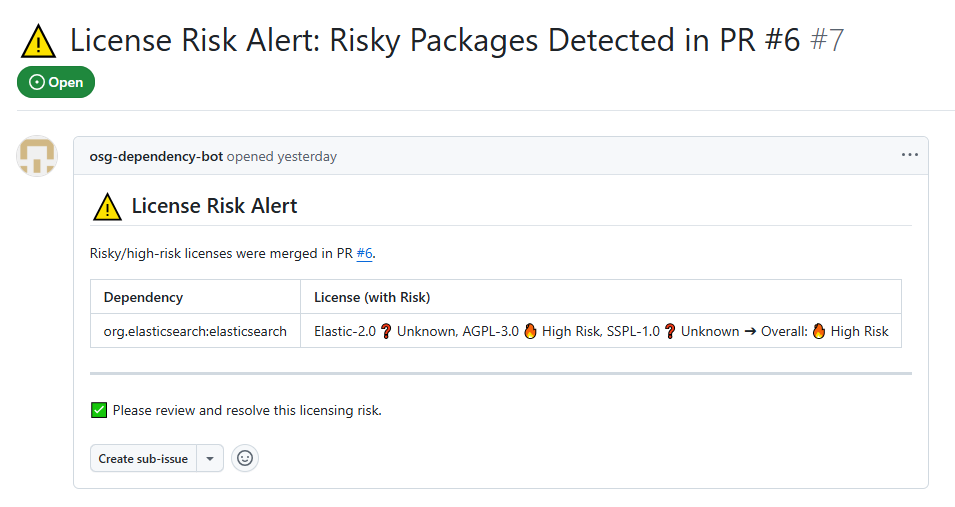 ⚠️ License Risk Alert: Risky Packages Detected in PR #6 #7
Open
osg-dependency-bot opened yesterday
⚠️ License Risk Alert
Risky/high-risk licenses were merged in PR #6.
Dependency License (with Risk)
org.elasticsearch:elasticsearch Elastic-2.0 ❓ Unknown, AGPL-3.0 🔥 High Risk, SSPL-1.0 ❓ Unknown ➔ Overall: 🔥 High Risk
✅ Please review and resolve this licensing risk.
Create sub-issue